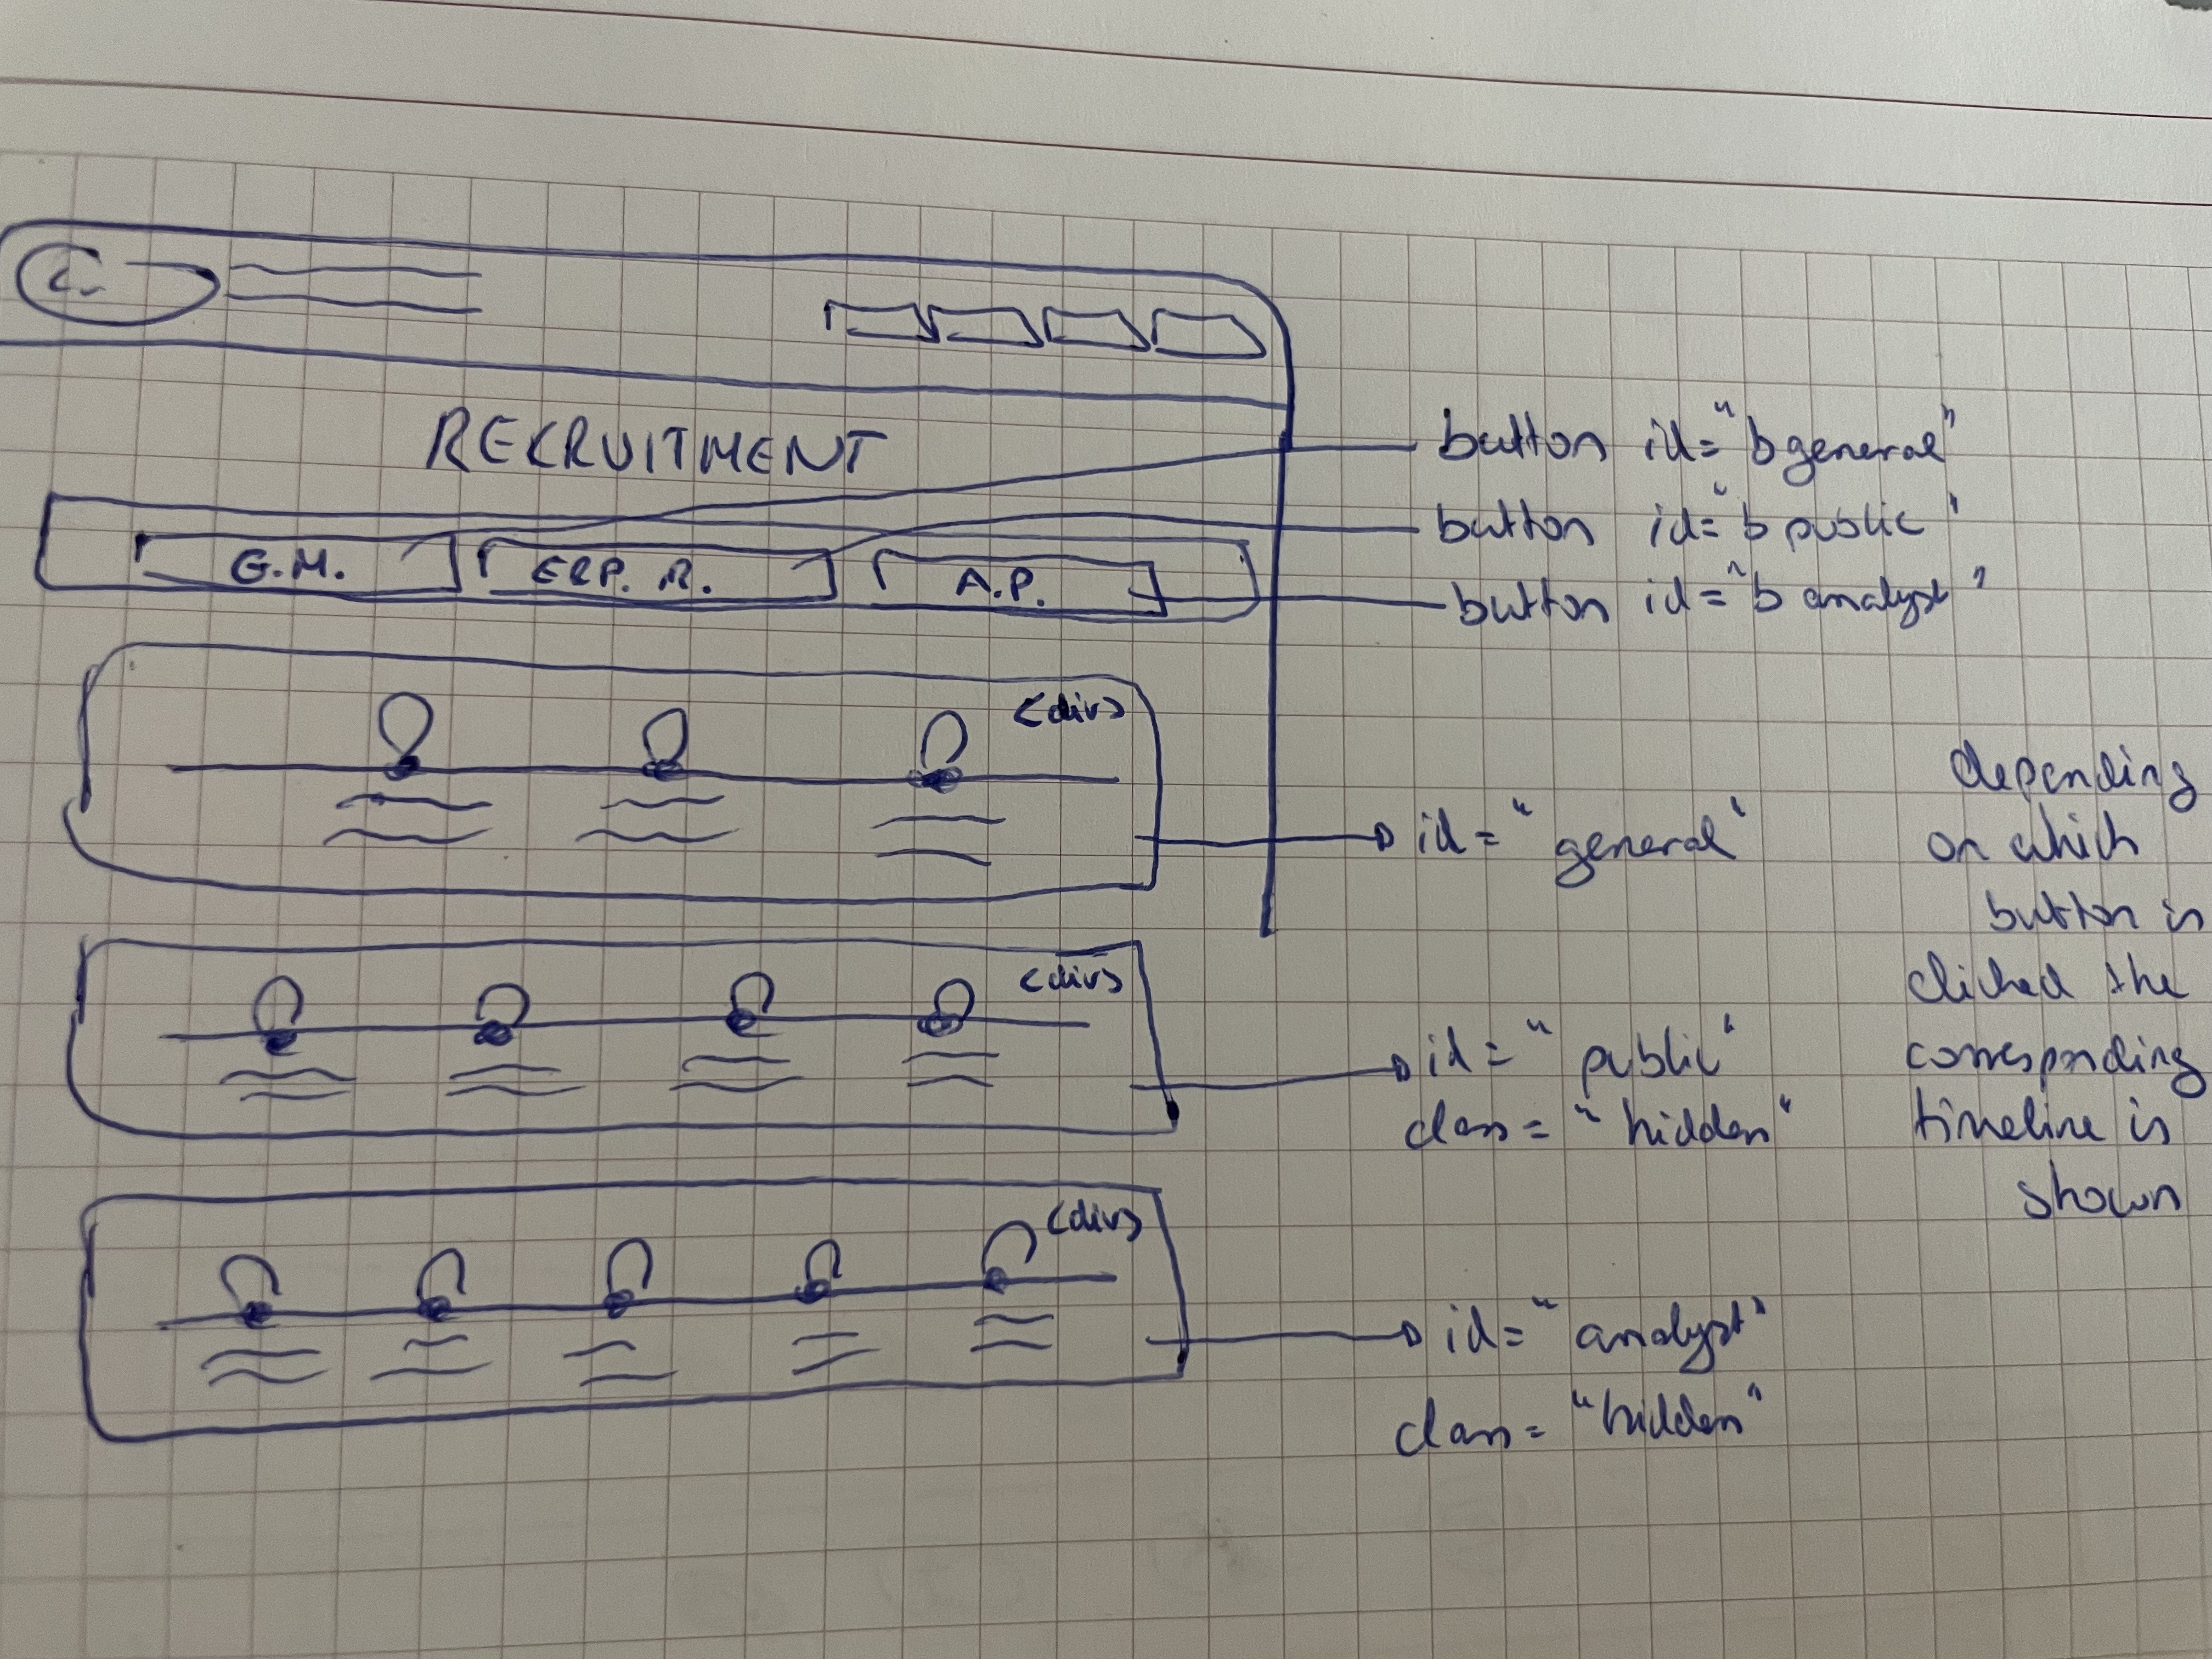 REKRUITMENT
button id="bgeneral"
button id="bpublic"
button id="banalyst"
G.M.
ERP. R.
A.P.
<div>
id="general"
<div>
id="public"
class="hidden"
<div>
id="analyst"
class="hidden"
depending
on which
button is
clicked the
corresponding
timeline is
shown